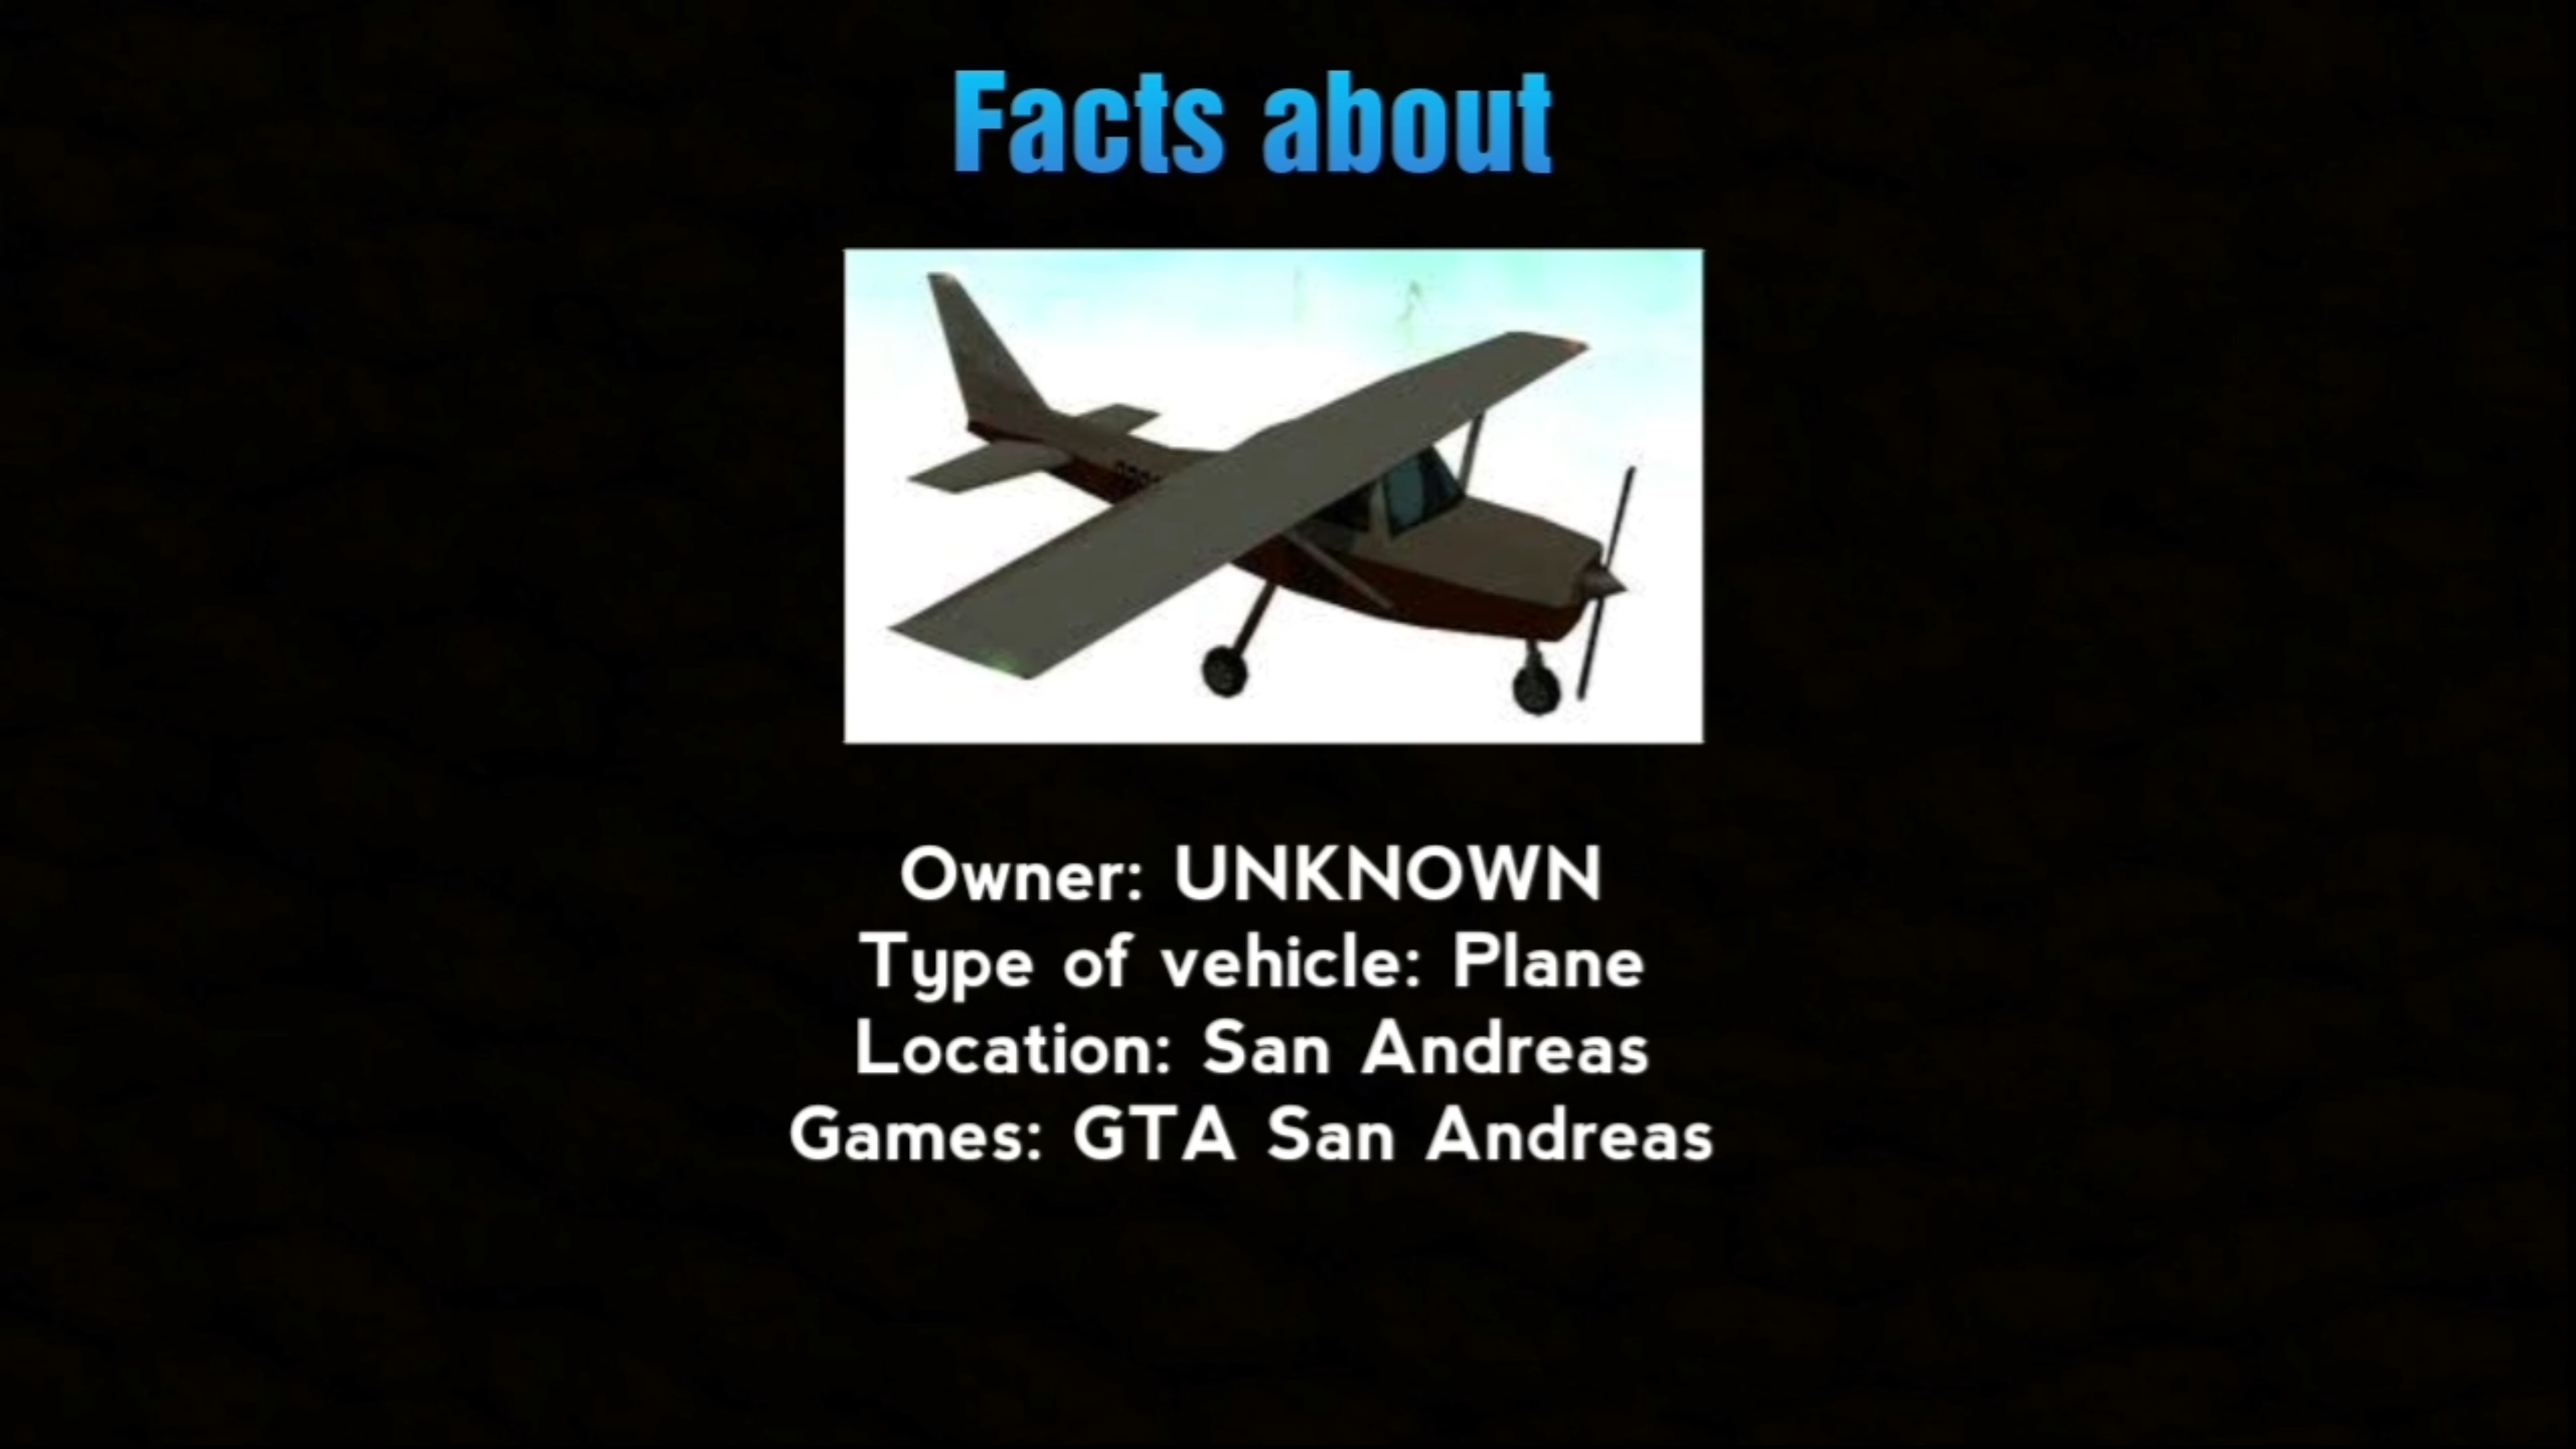 Facts about
Owner: UNKNOWN
Type of vehicle: Plane
Location: San Andreas
Games: GTA San Andreas